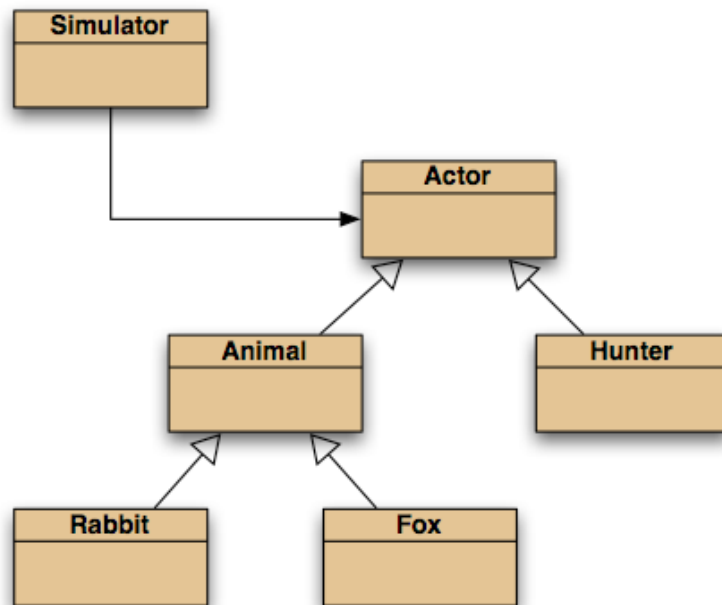 Simulator
Actor
Animal
Hunter
Rabbit
Fox